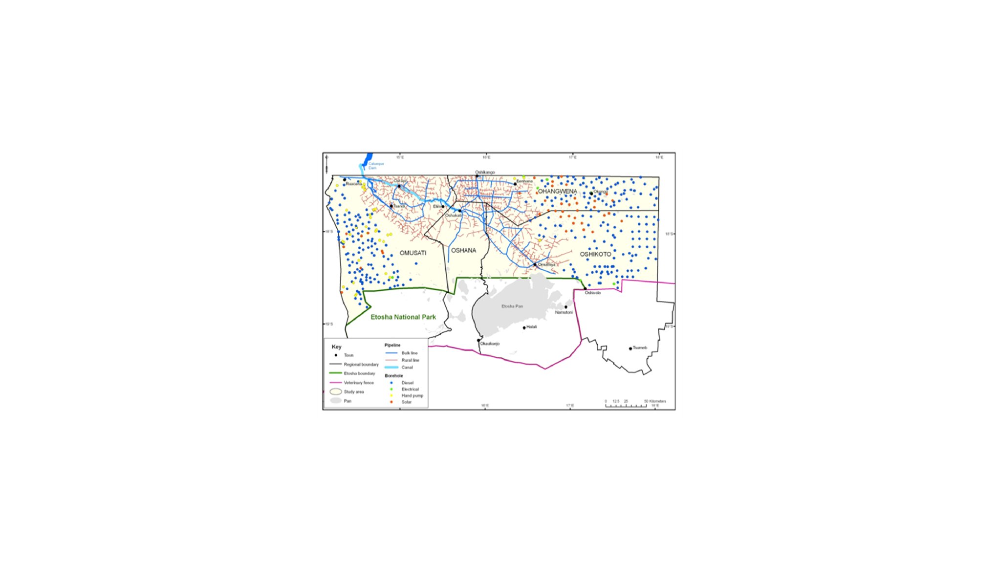 15°E
16°E
17°E
18°E
Calueque
Dam
Oshikango
Ruacana
Outapi
Eenhana
OHANGWENA
Okongo
Tsandi
Elim
Oshakati
18°S
18°S
OMUSATI
OSHANA
OSHIKOTO
Omuthiya
Oshivelo
Etosha Pan
Namutoni
Etosha National Park
19°S
19°S
Halali
Okaukuejo
Tsumeb
Key
Town
Regional boundary
Etosha boundary
Veterinary fence
Study area
Pan
Pipeline
Bulk line
Rural line
Canal
Borehole
Diesel
Electrical
Hand pump
Solar
0 12.5 25 50 Kilometers
16°E
17°E
18°E